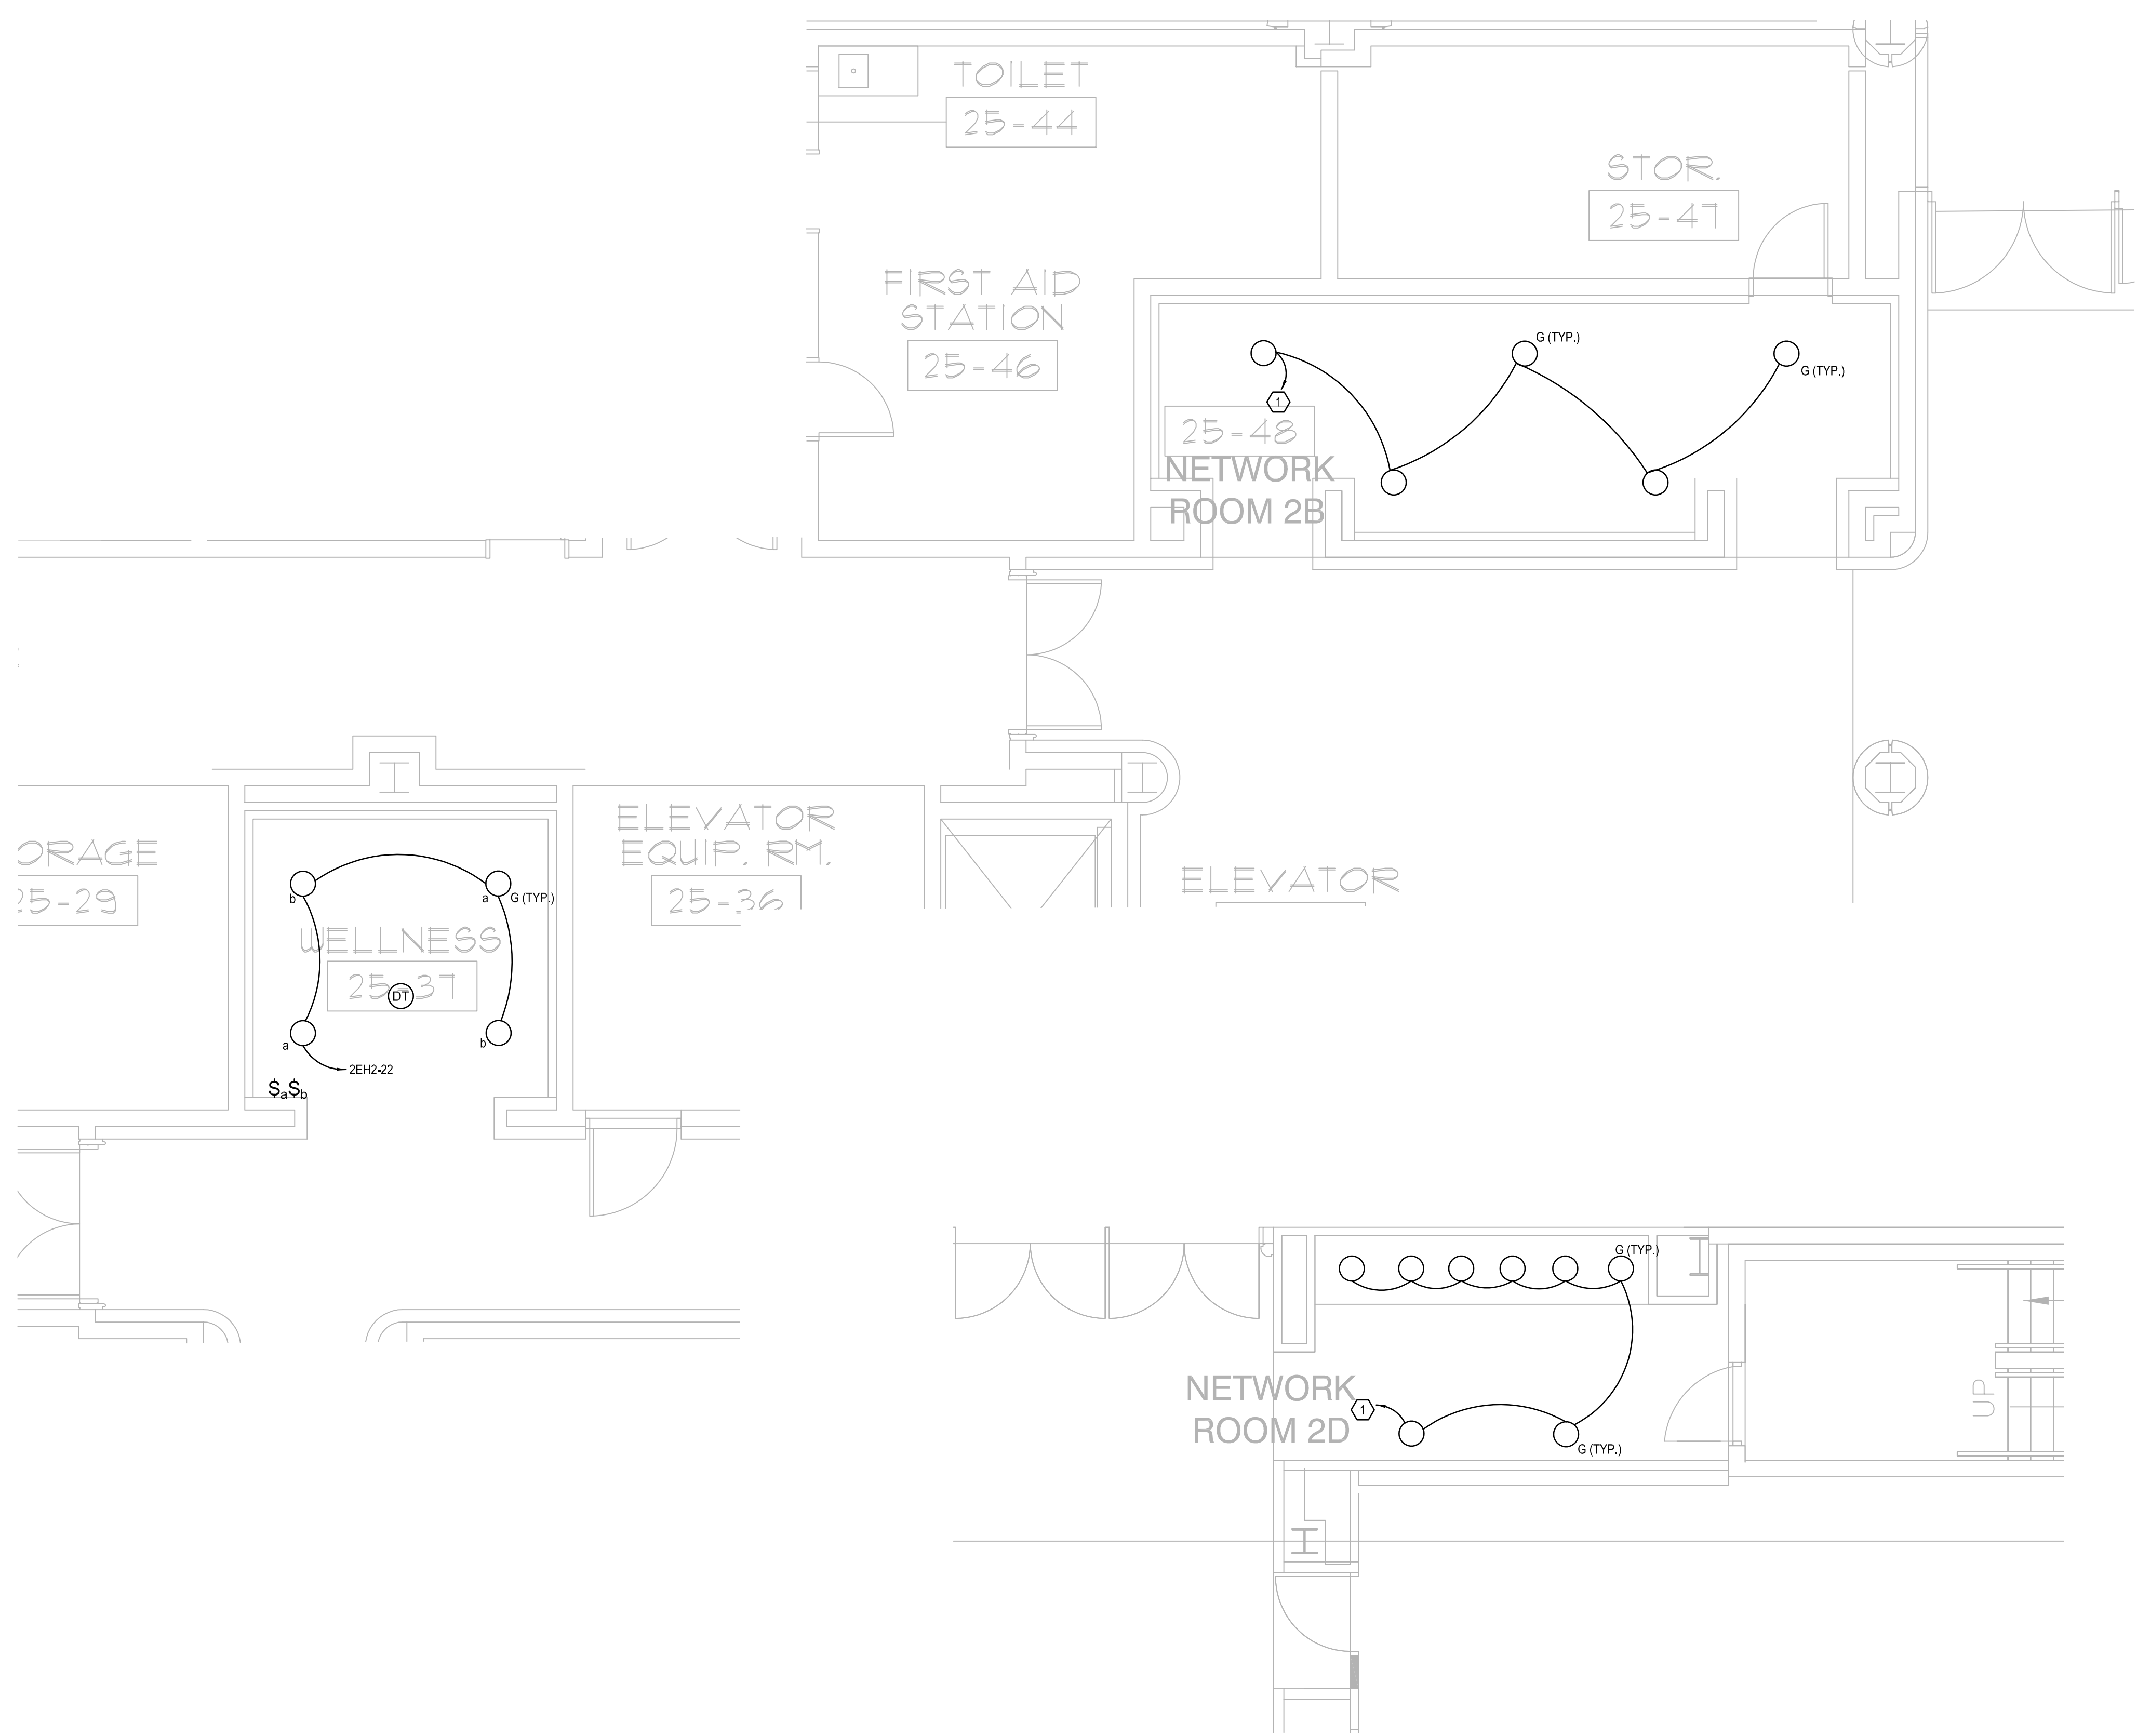 TOILET
25-44
STOR.
25-47
FIRST AID
STATION
25-46
G (TYP.)
G (TYP.)
1
25-48
NETWORK
ROOM 2B
ELEVATOR
EQUIP. RM.
25-36
ORAGE
25-29
ELEVATOR
b
a
G (TYP.)
WELLNESS
25-37
DT
a
b
2EH2-22
$a$b
G (TYP.)
NETWORK
ROOM 2D
1
G (TYP.)
UP